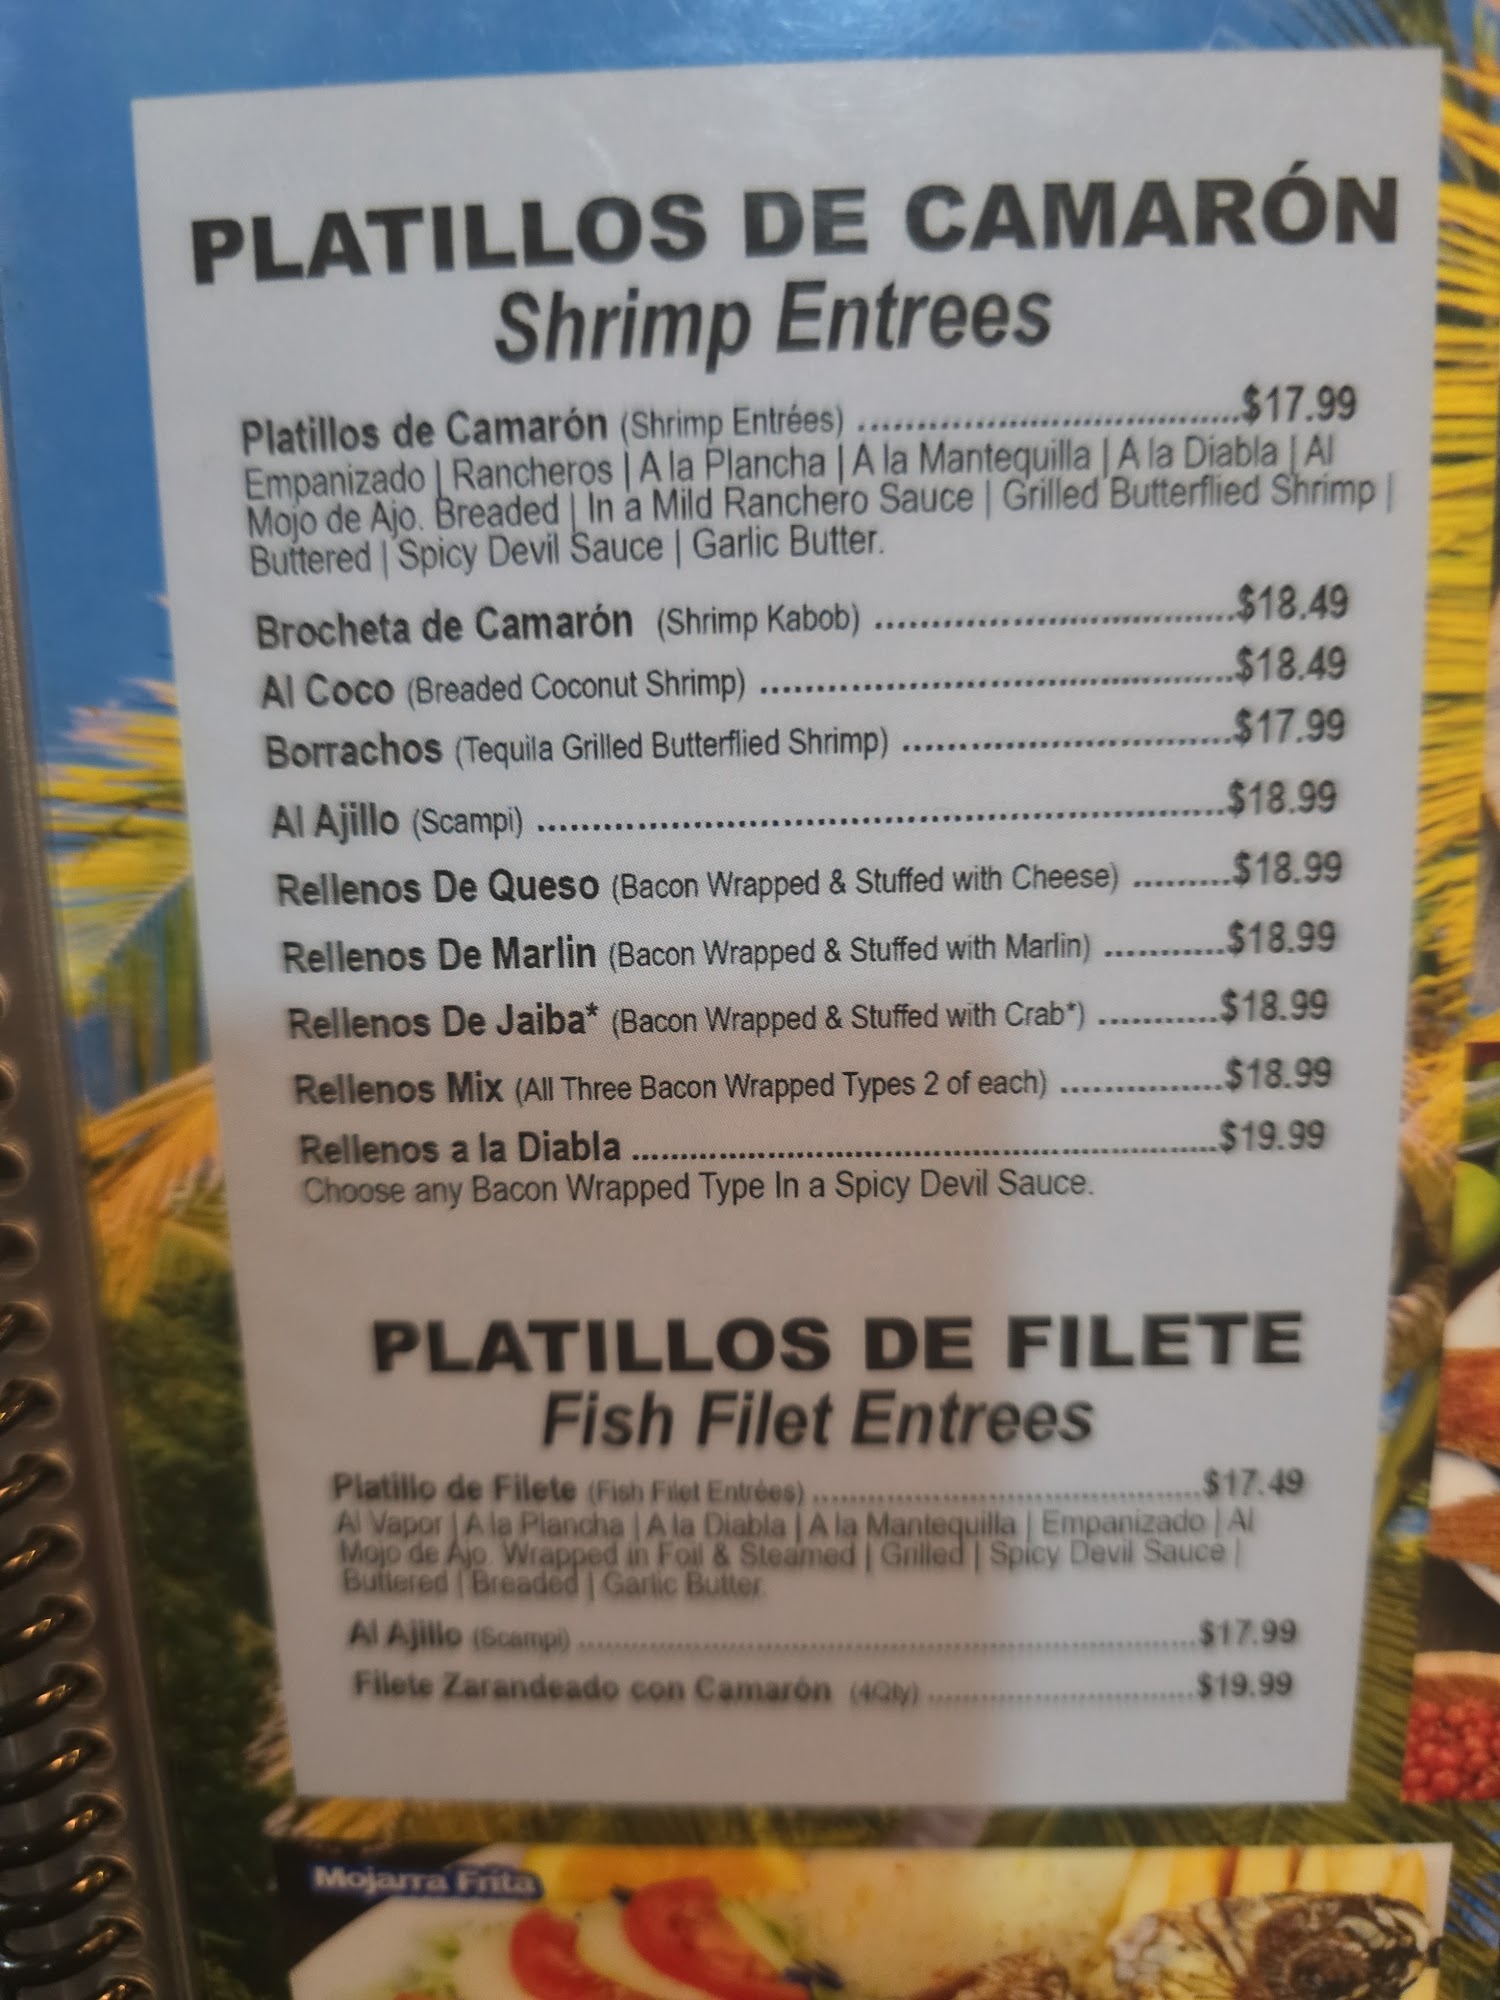 PLATILLOS DE CAMARÓN
Shrimp Entrees
Platillos de Camarón (Shrimp Entrées) ..................................$17.99
Empanizado | Rancheros | A la Plancha | A la Mantequilla | A la Diabla | Al
Mojo de Ajo. Breaded | In a Mild Ranchero Sauce | Grilled Butterflied Shrimp |
Buttered | Spicy Devil Sauce | Garlic Butter.
Brocheta de Camarón (Shrimp Kabob) ................................$18.49
Al Coco (Breaded Coconut Shrimp) ..........................................$18.49
Borrachos (Tequila Grilled Butterflied Shrimp) .............................$17.99
Al Ajillo (Scampi) .............................................................$18.99
Rellenos De Queso (Bacon Wrapped & Stuffed with Cheese) .........$18.99
Rellenos De Marlin (Bacon Wrapped & Stuffed with Marlin) ...........$18.99
Rellenos De Jaiba* (Bacon Wrapped & Stuffed with Crab*) ...........$18.99
Rellenos Mix (All Three Bacon Wrapped Types 2 of each) ...............$18.99
Rellenos a la Diabla .............................................................$19.99
Choose any Bacon Wrapped Type In a Spicy Devil Sauce.
PLATILLOS DE FILETE
Fish Filet Entrees
Platillo de Filete (Fish Filet Entrées) ..........................................$17.49
Al Vapor | A la Plancha | A la Diabla | A la Mantequilla | Empanizado | Al
Mojo de Ajo. Wrapped in Foil & Steamed | Grilled | Spicy Devil Sauce |
Buttered | Breaded | Garlic Butter.
Al Ajillo (Scampi) ....................................................................$17.99
Filete Zarandeado con Camarón (4Qty) .............................$19.99
Mojarra Frita